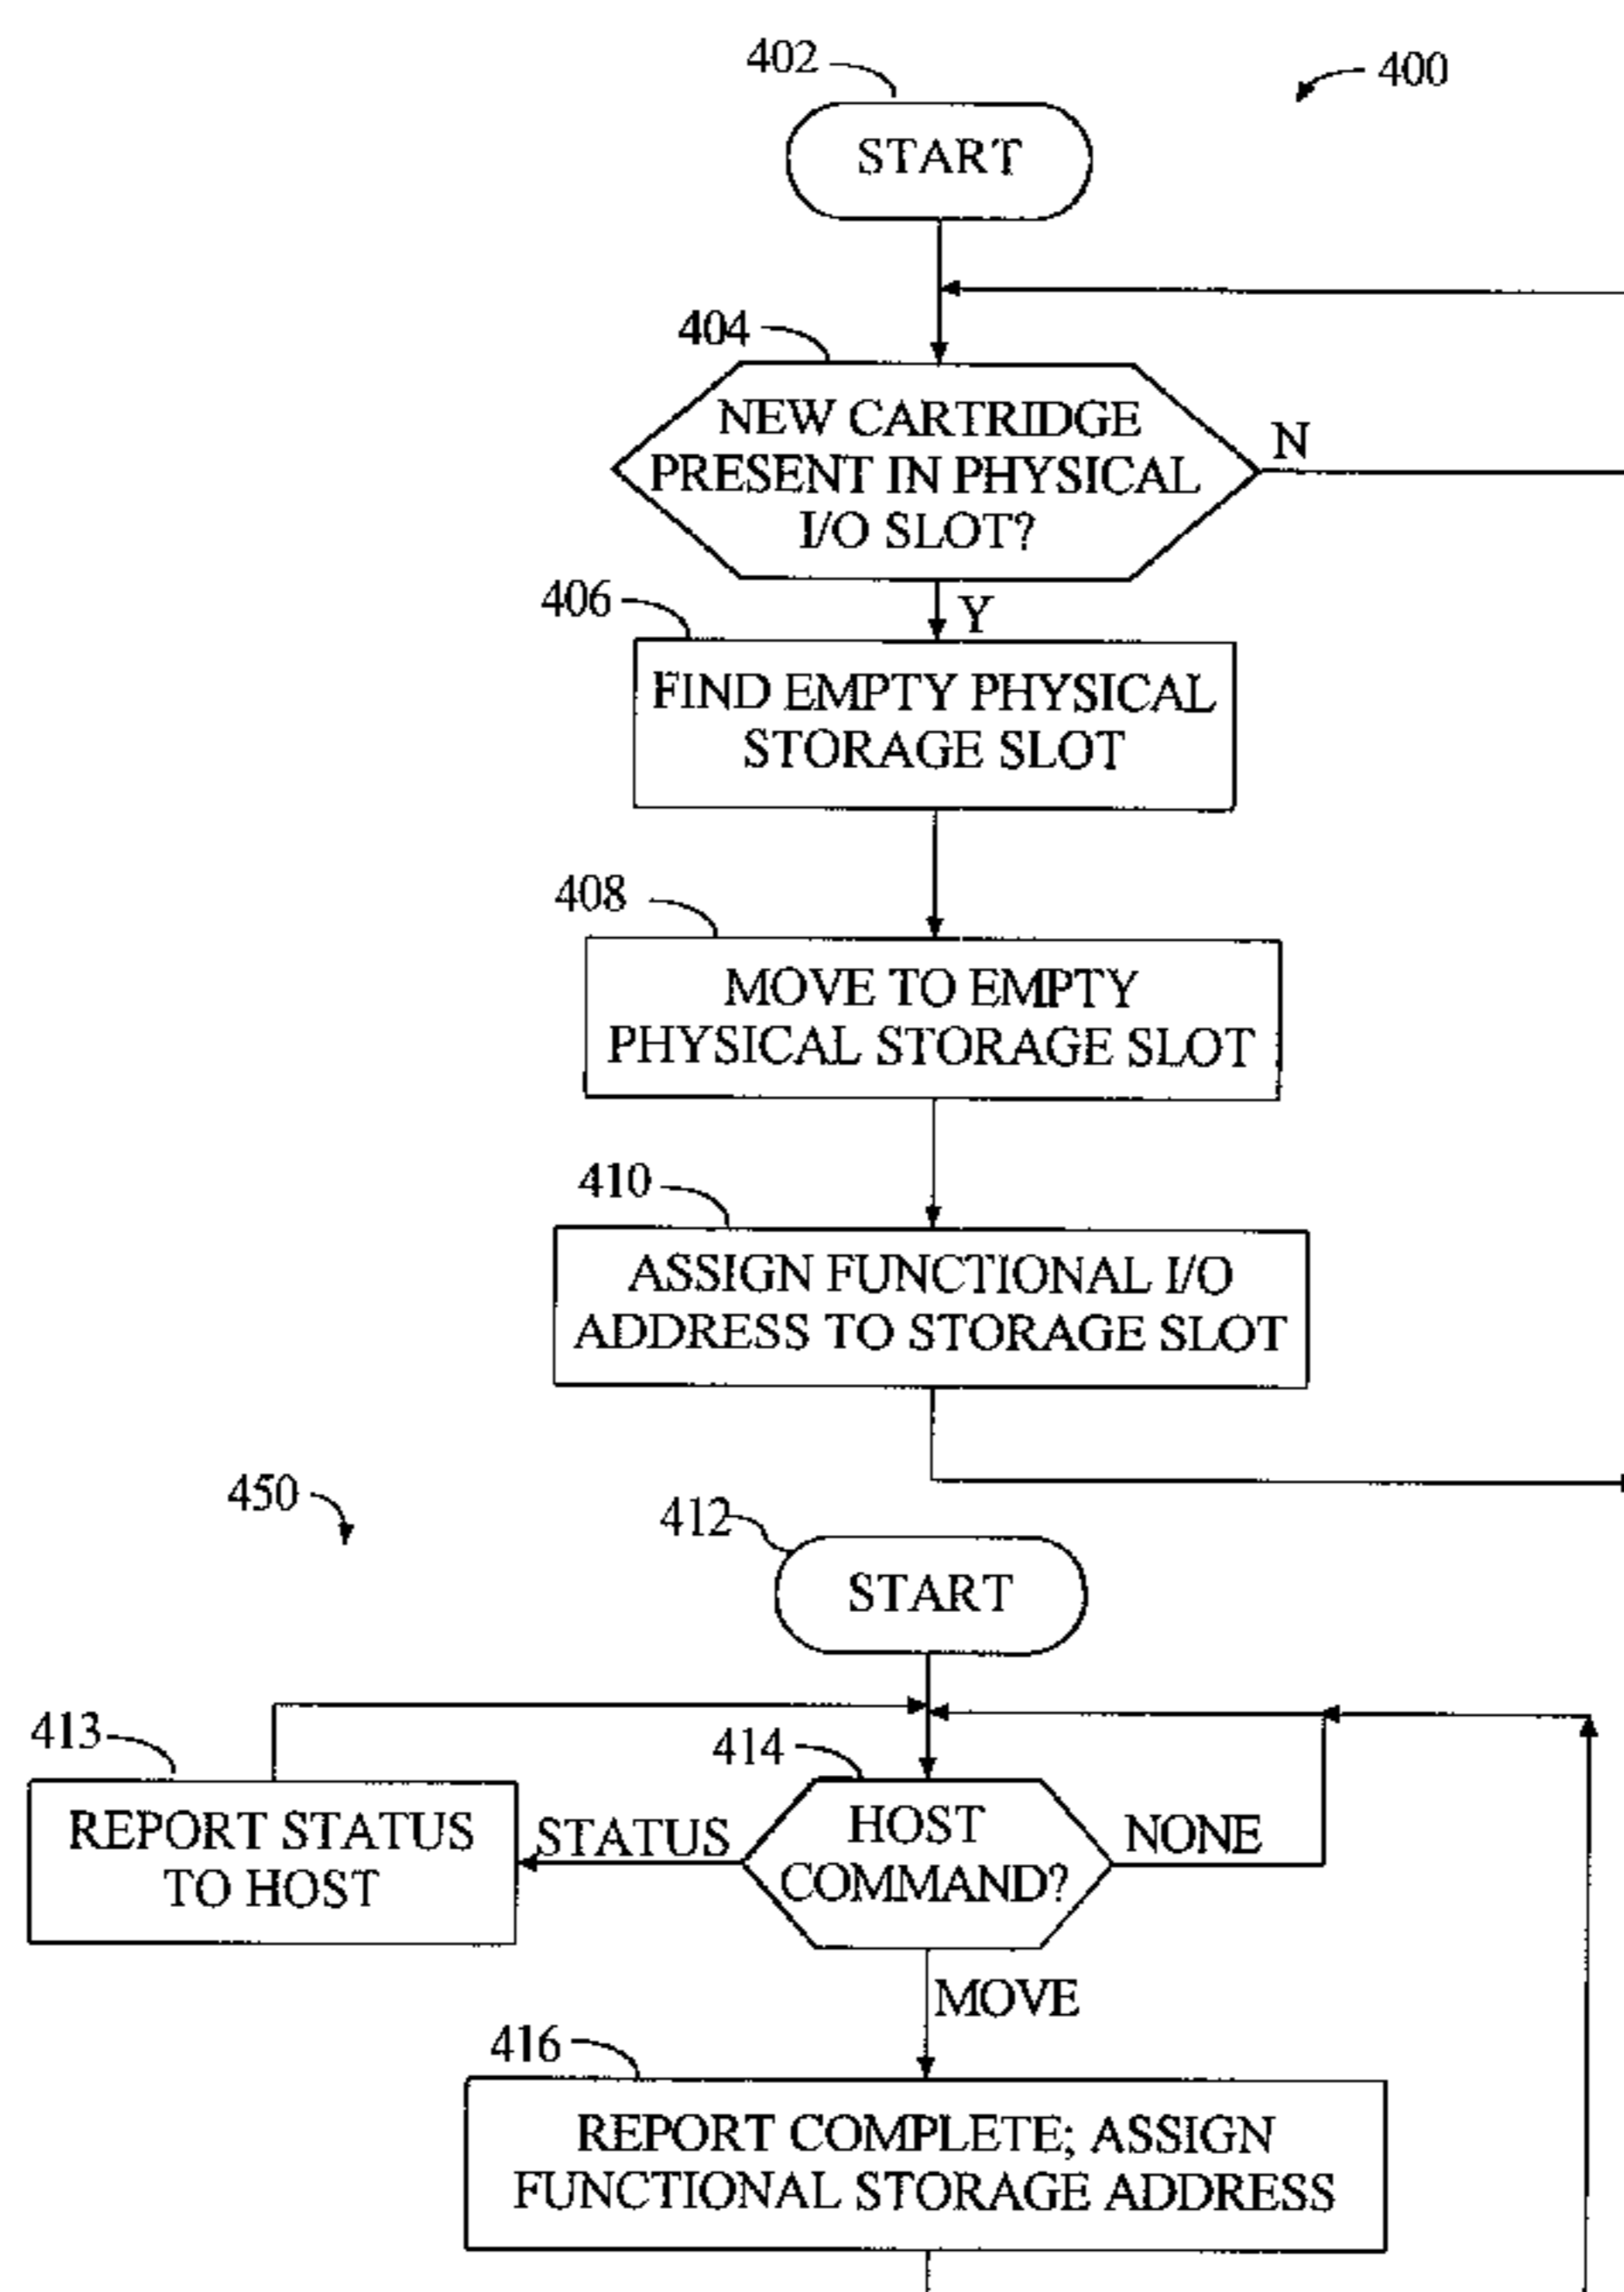 402
400
START
404
NEW CARTRIDGE
PRESENT IN PHYSICAL
I/O SLOT?
N
406
Y
FIND EMPTY PHYSICAL
STORAGE SLOT
408
MOVE TO EMPTY
PHYSICAL STORAGE SLOT
410
ASSIGN FUNCTIONAL I/O
ADDRESS TO STORAGE SLOT
450
412
START
413
414
REPORT STATUS
TO HOST
STATUS
HOST
COMMAND?
NONE
MOVE
416
REPORT COMPLETE; ASSIGN
FUNCTIONAL STORAGE ADDRESS